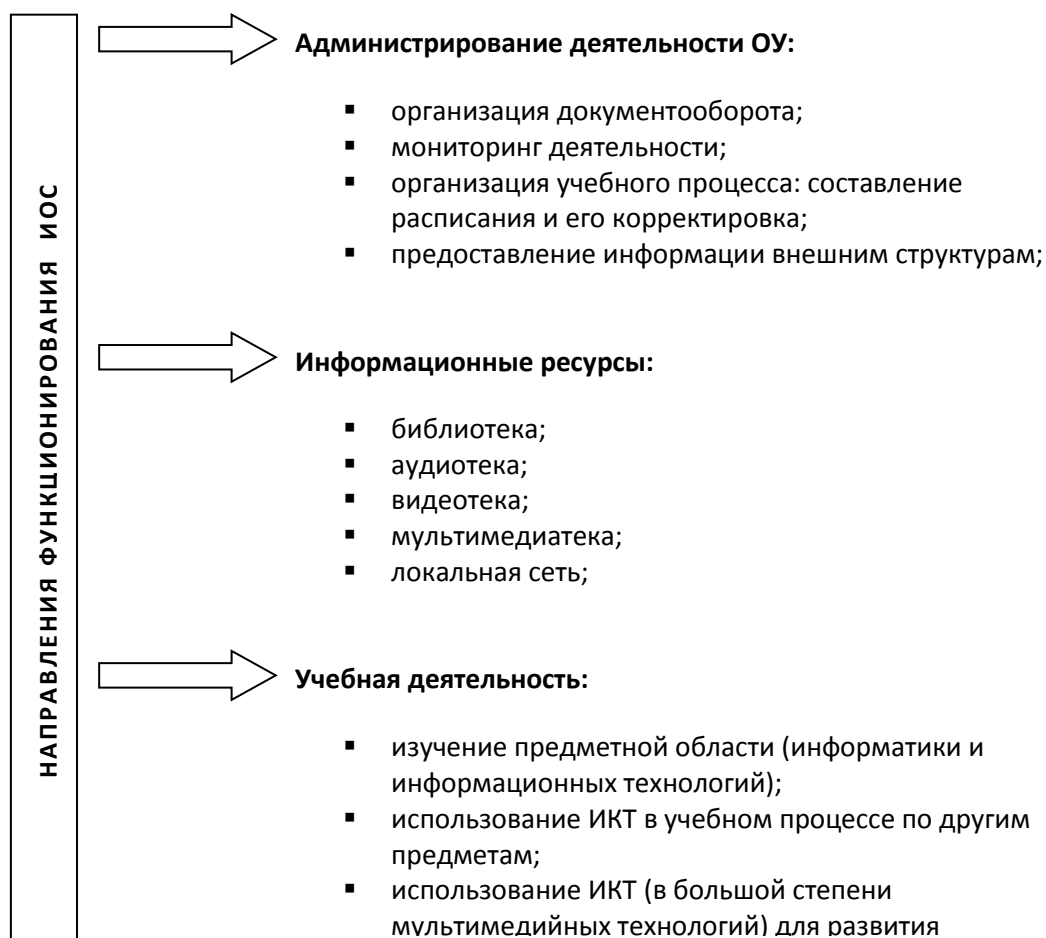 НАПРАВЛЕНИЯ ФУНКЦИОНИРОВАНИЯ ИОС
Администрирование деятельности ОУ:
▪ организация документооборота;
▪ мониторинг деятельности;
▪ организация учебного процесса: составление
расписания и его корректировка;
▪ предоставление информации внешним структурам;
Информационные ресурсы:
▪ библиотека;
▪ аудиотека;
▪ видеотека;
▪ мультимедиатека;
▪ локальная сеть;
Учебная деятельность:
▪ изучение предметной области (информатики и
информационных технологий);
▪ использование ИКТ в учебном процессе по другим
предметам;
▪ использование ИКТ (в большой степени
мультимедийных технологий) для развития